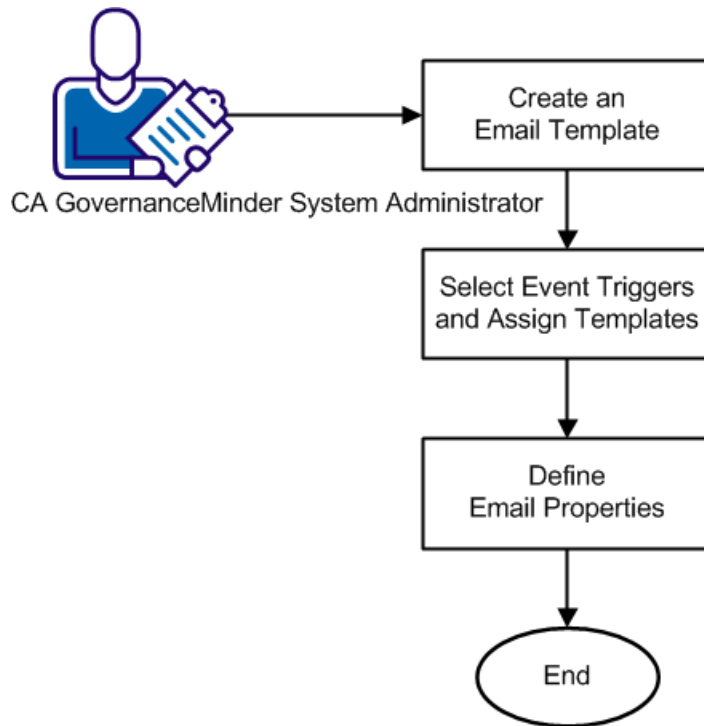 Create an
Email Template
CA GovernanceMinder System Administrator
Select Event Triggers
and Assign Templates
Define
Email Properties
End